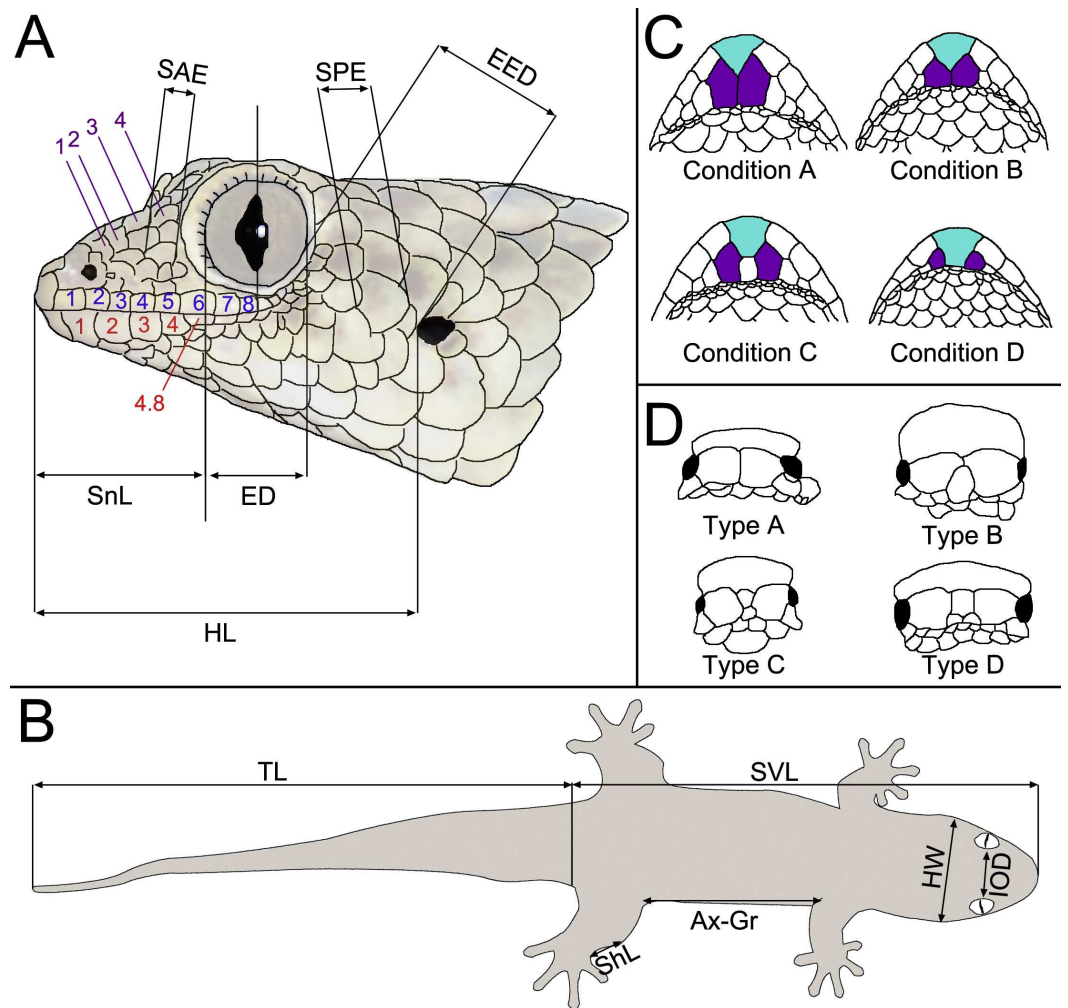 A
SAE
SPE
EED
1 2 3 4
1 2 3 4 5 6 7 8
1 2 3 4
4.8
SnL
ED
HL
C
Condition A
Condition B
Condition C
Condition D
D
Type A
Type B
Type C
Type D
B
TL
SVL
HW
IOD
Ax-Gr
ShL